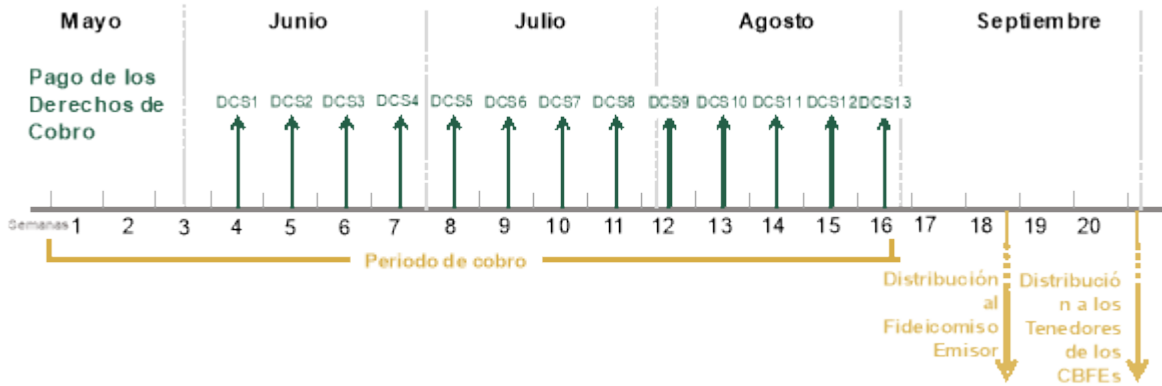 Mayo Junio Julio Agosto Septiembre
Pago de los
Derechos de
Cobro
DCS1 DCS2 DCS3 DCS4 DCS5 DCS6 DCS7 DCS8 DCS9 DCS10 DCS11 DCS12 DCS13
Semanas 1 2 3 4 5 6 7 8 9 10 11 12 13 14 15 16 17 18 19 20
Periodo de cobro
Distribución
al
Fideicomiso
Emisor
Distribució
n a los
Tenedores
de los
CBFEs